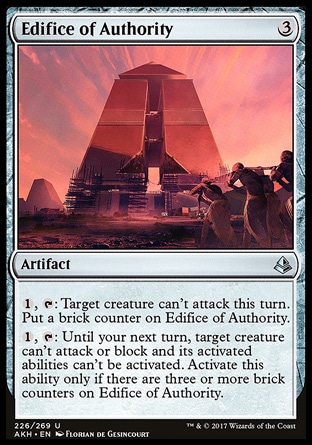 Edifice of Authority 3
Artifact
1, T: Target creature can't attack this turn.
Put a brick counter on Edifice of Authority.
1, T: Until your next turn, target creature
can't attack or block and its activated
abilities can't be activated. Activate this
ability only if there are three or more brick
counters on Edifice of Authority.
226/269 U
AKH • EN Florian de Gesincourt
™ & © 2017 Wizards of the Coast